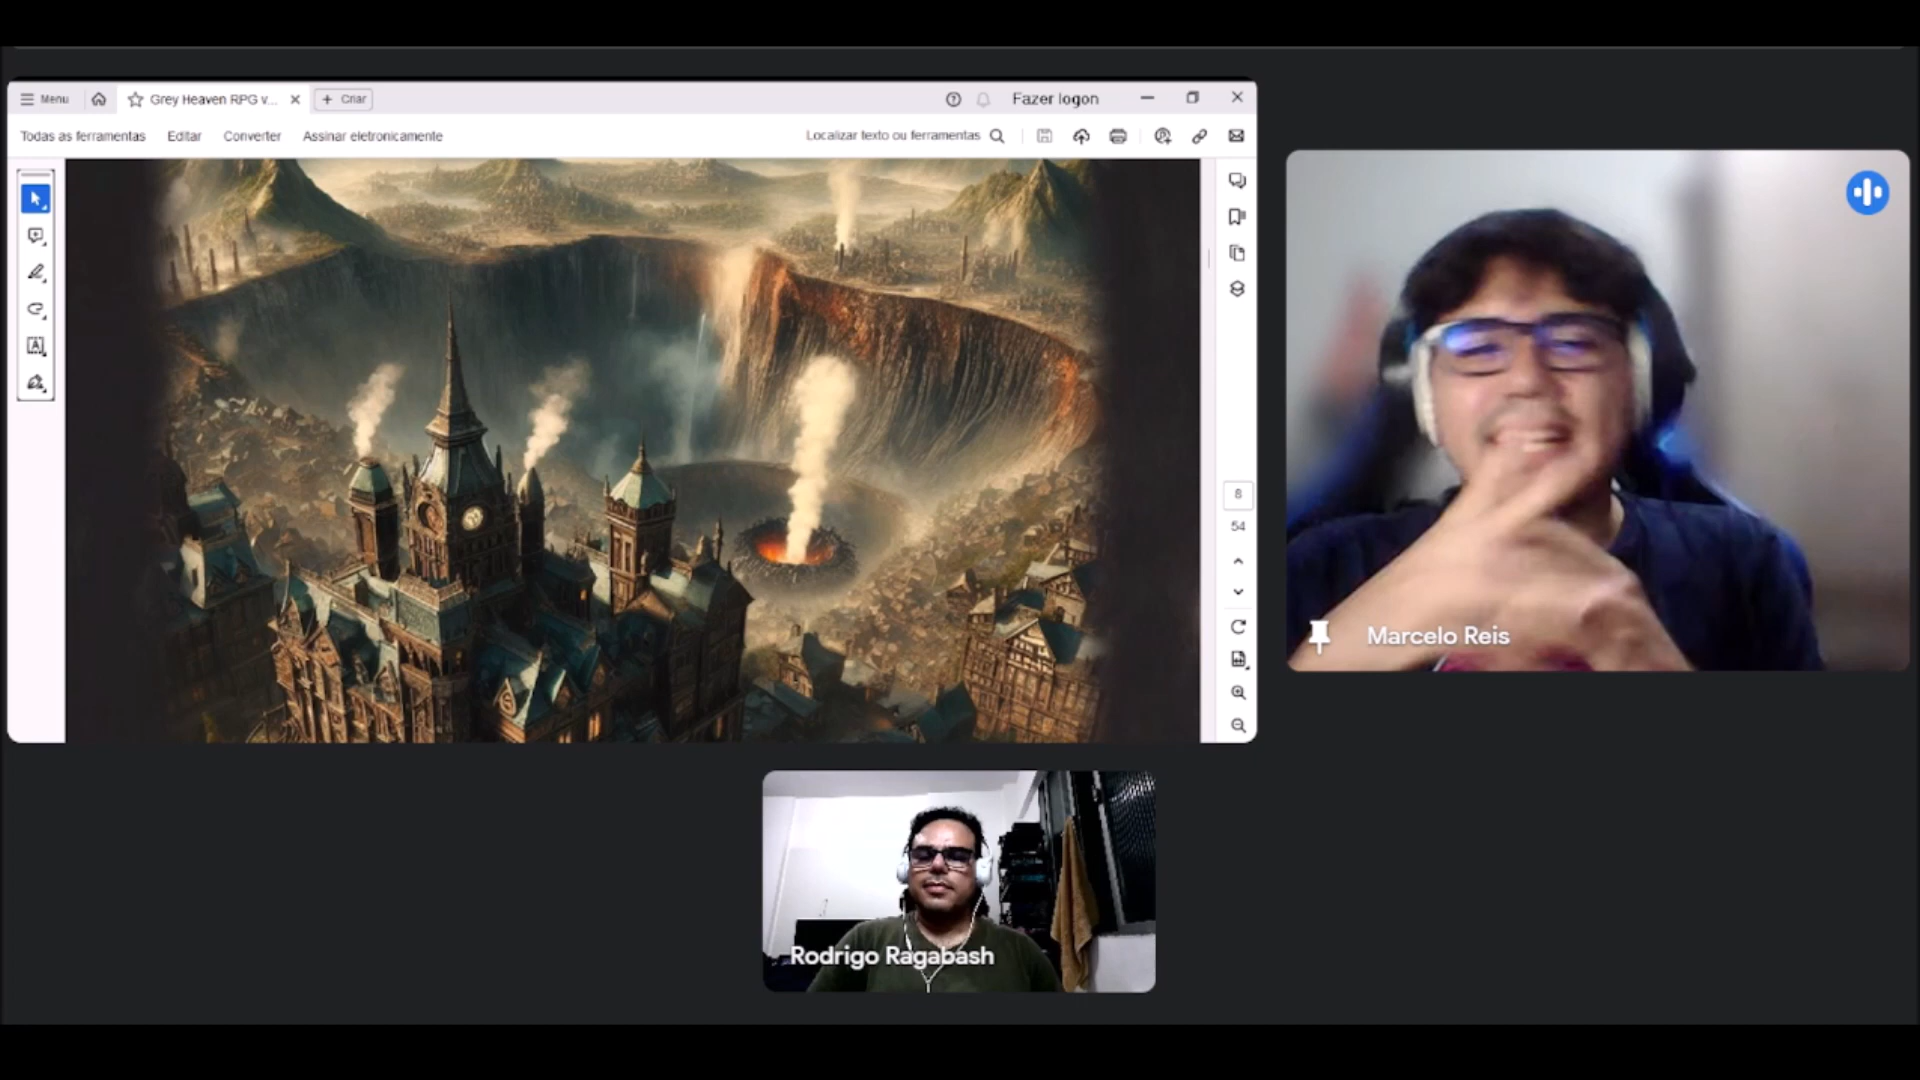 Menu
Grey Heaven RPG v...
Criar
Fazer logon
Todas as ferramentas
Editar
Converter
Assinar eletronicamente
Localizar texto ou ferramentas
8
54
Marcelo Reis
Rodrigo Ragabash